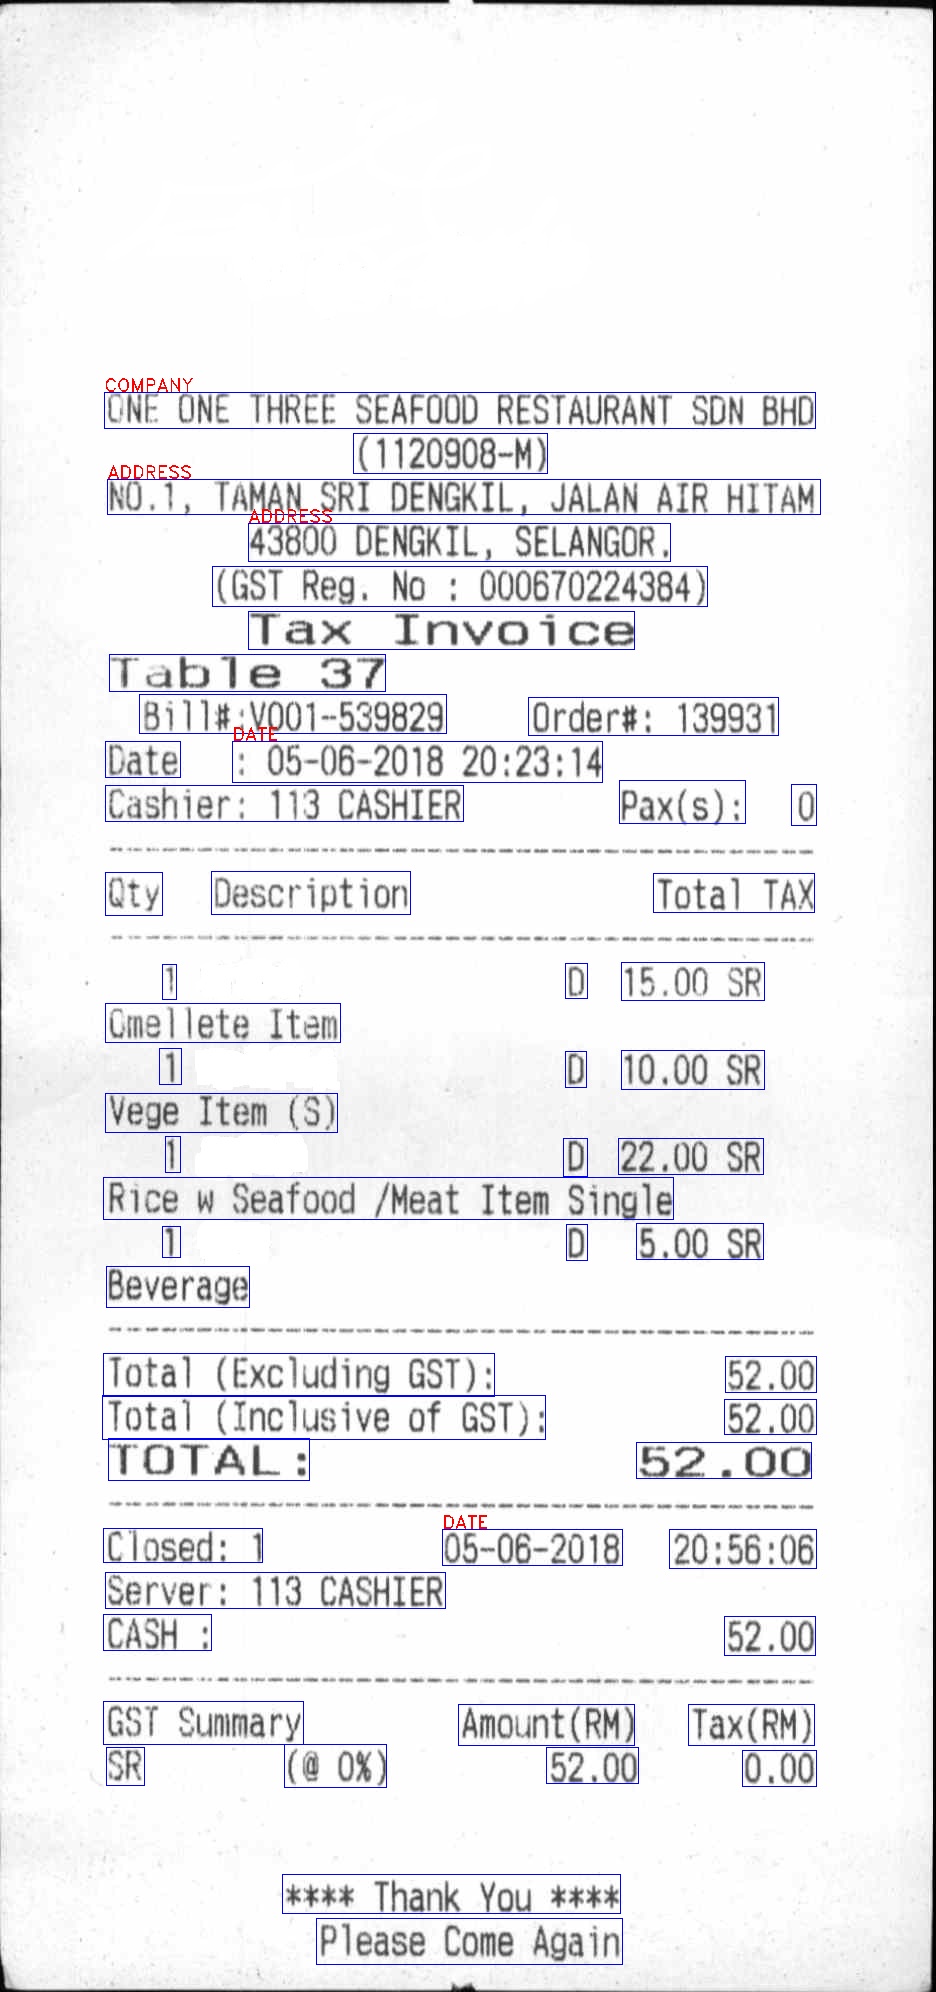 COMPANY
ONE ONE THREE SEAFOOD RESTAURANT SDN BHD
(1120908-M)
ADDRESS
NO.1, TAMAN SRI DENGKIL, JALAN AIR HITAM
ADDRESS
43800 DENGKIL, SELANGOR.
(GST Reg. No : 000670224384)
Tax Invoice
Table 37
Bill#:V001-539829 Order#: 139931
DATE
Date : 05-06-2018 20:23:14
Cashier: 113 CASHIER Pax(s): 0
Qty Description Total TAX
1 D 15.00 SR
Omellete Item
1 D 10.00 SR
Vege Item (S)
1 D 22.00 SR
Rice w Seafood /Meat Item Single
1 D 5.00 SR
Beverage
Total (Excluding GST): 52.00
Total (Inclusive of GST): 52.00
TOTAL: 52.00
DATE
Closed: 1 05-06-2018 20:56:06
Server: 113 CASHIER
CASH : 52.00
GST Summary Amount(RM) Tax(RM)
SR (@ 0%) 52.00 0.00
**** Thank You ****
Please Come Again